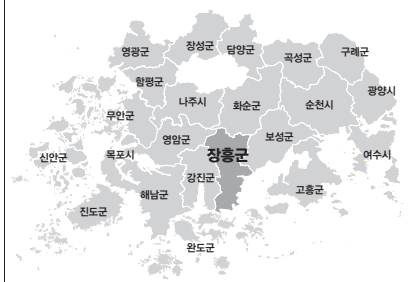 영광군
장성군
담양군
곡성군
구례군
함평군
광양시
나주시
화순군
순천시
무안군
영암군
보성군
신안군
목포시
장흥군
여수시
강진군
해남군
고흥군
진도군
완도군